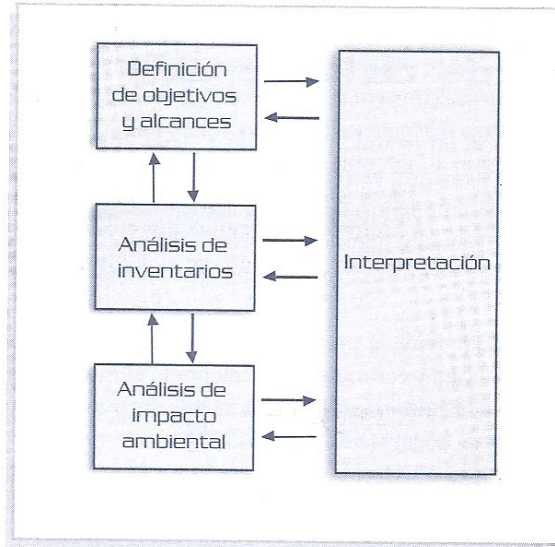 Definición
de objetivos
y alcances
Análisis de
inventarios
Interpretación
Análisis de
impacto
ambiental